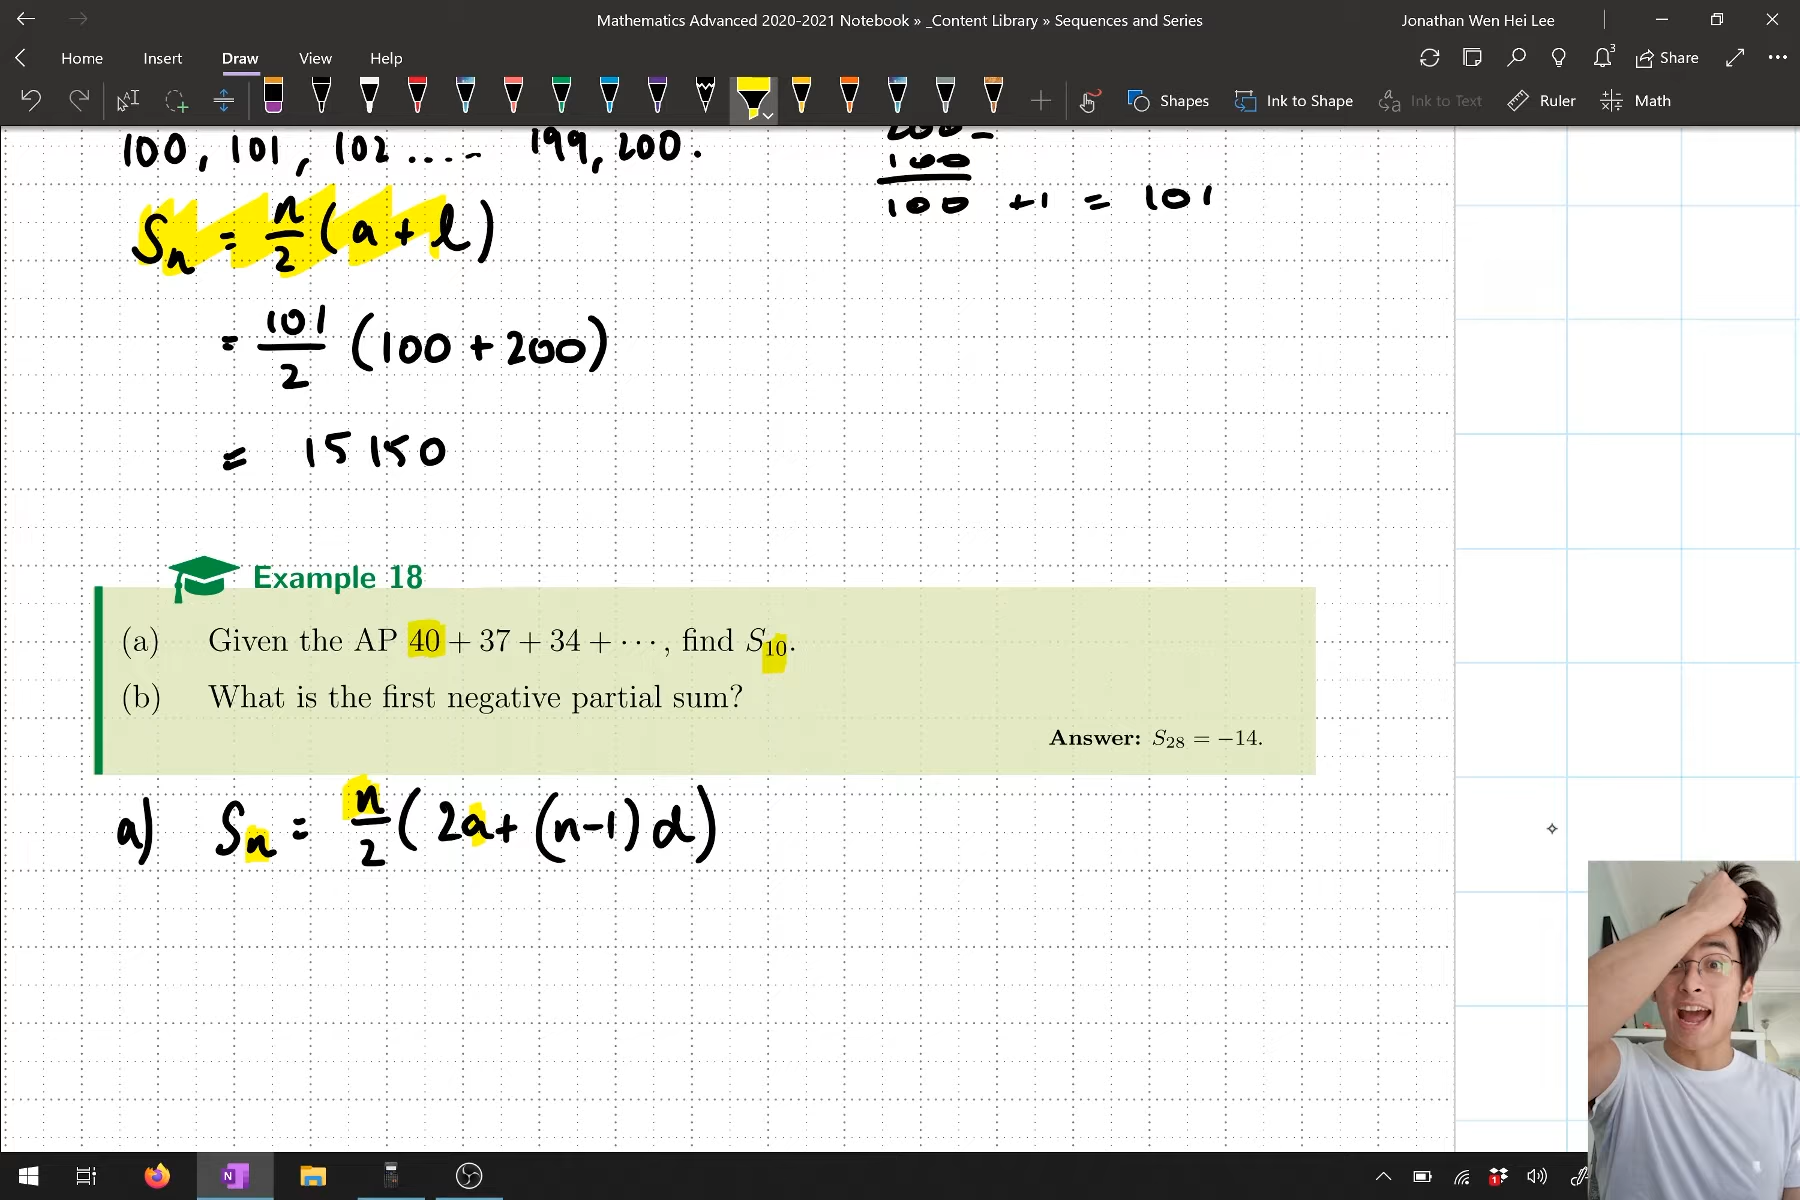 Mathematics Advanced 2020-2021 Notebook » _Content Library » Sequences and Series
Jonathan Wen Hei Lee
Home Insert Draw View Help
3
Share
Shapes
Ink to Shape
Ink to Text
Ruler
Math
100, 101, 102 .... 199, 200.
200 -
100
100 +1 = 101
Sn = n/2 (a + l)
= 101/2 (100 + 200)
= 15150
Example 18
(a) Given the AP 40 + 37 + 34 + ⋯, find S₁₀.
(b) What is the first negative partial sum?
Answer: S₂₈ = −14.
a) Sn = n/2 (2a + (n-1) d)
N
1